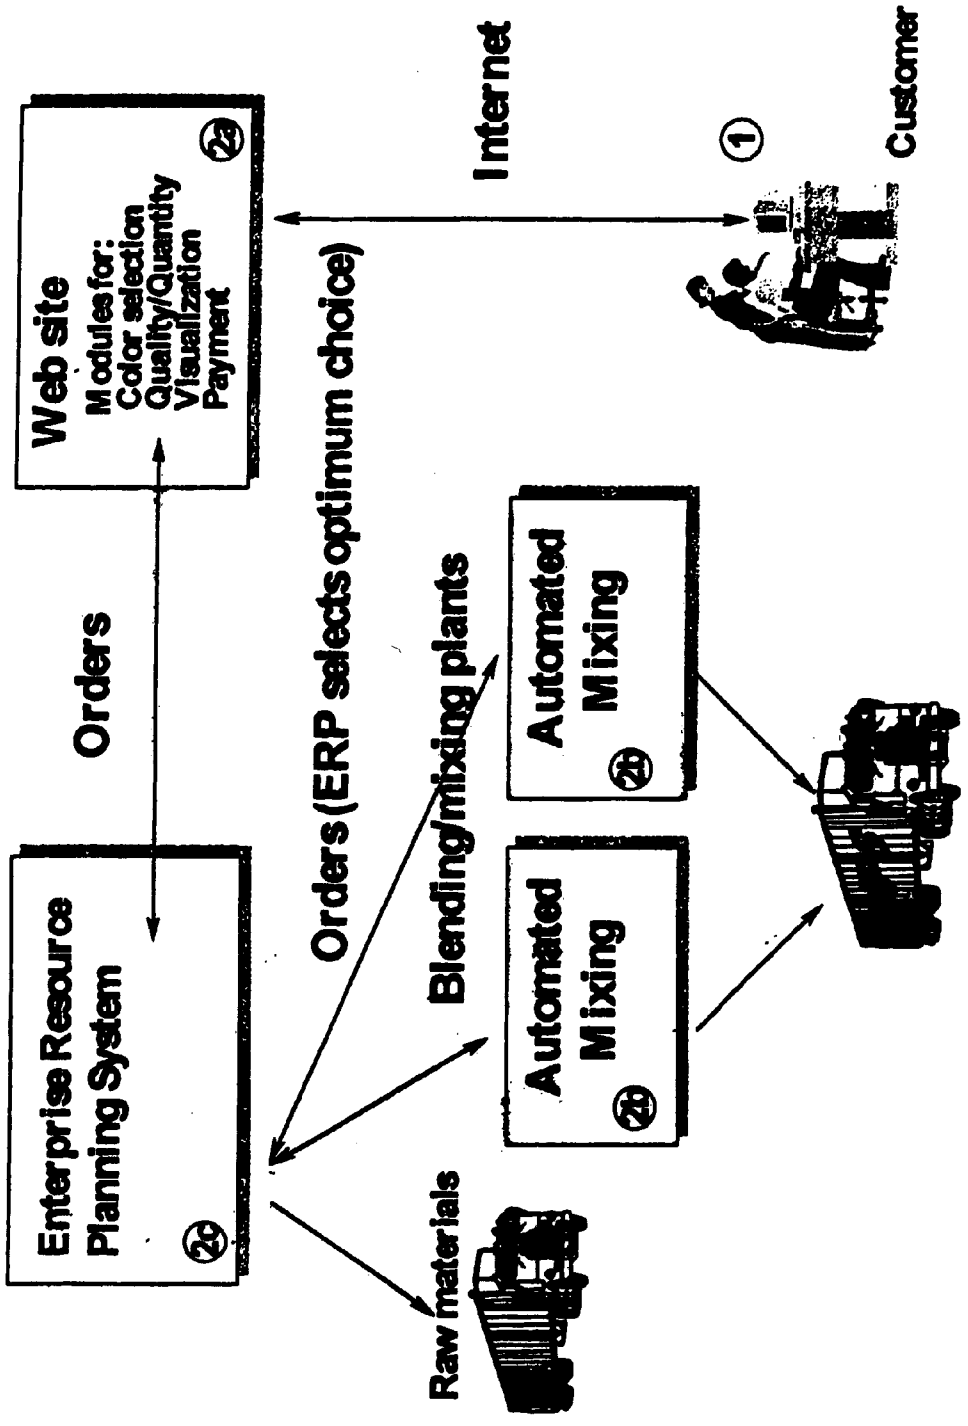 Enterprise Resource
Planning System
2c
Orders
Web site
Modules for:
Color selection
Quality/Quantity
Visualization
Payment
2a
Orders (ERP selects optimum choice)
Internet
Raw materials
Blending/mixing plants
Automated
Mixing
2b
Automated
Mixing
2b
1
Customer